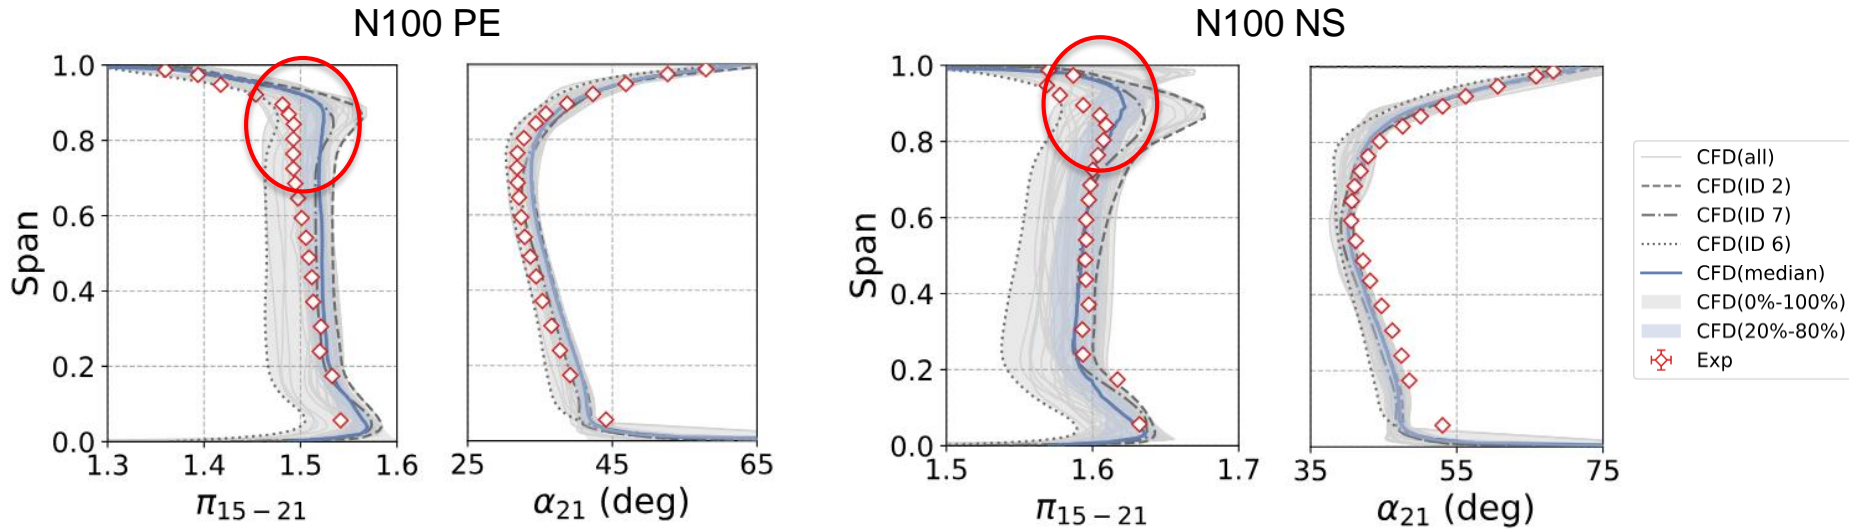 N100 PE
N100 NS
Span
1.0
0.8
0.6
0.4
0.2
0.0
1.3 1.4 1.5 1.6
π15 − 21
25 45 65
α21 (deg)
Span
1.0
0.8
0.6
0.4
0.2
0.0
1.5 1.6 1.7
π15 − 21
35 55 75
α21 (deg)
CFD(all)
CFD(ID 2)
CFD(ID 7)
CFD(ID 6)
CFD(median)
CFD(0%-100%)
CFD(20%-80%)
Exp